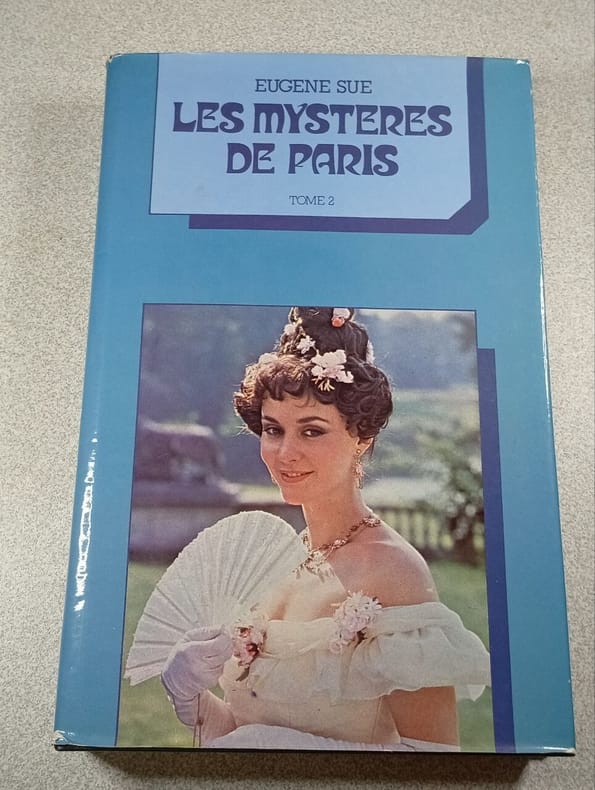 EUGENE SUE
LES MYSTERES
DE PARIS
TOME 2